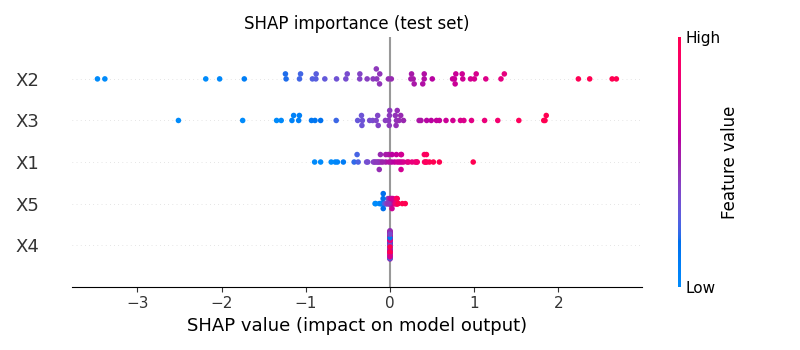 SHAP importance (test set)
High
X2
X3
X1
X5
X4
Feature value
Low
−3 −2 −1 0 1 2
SHAP value (impact on model output)